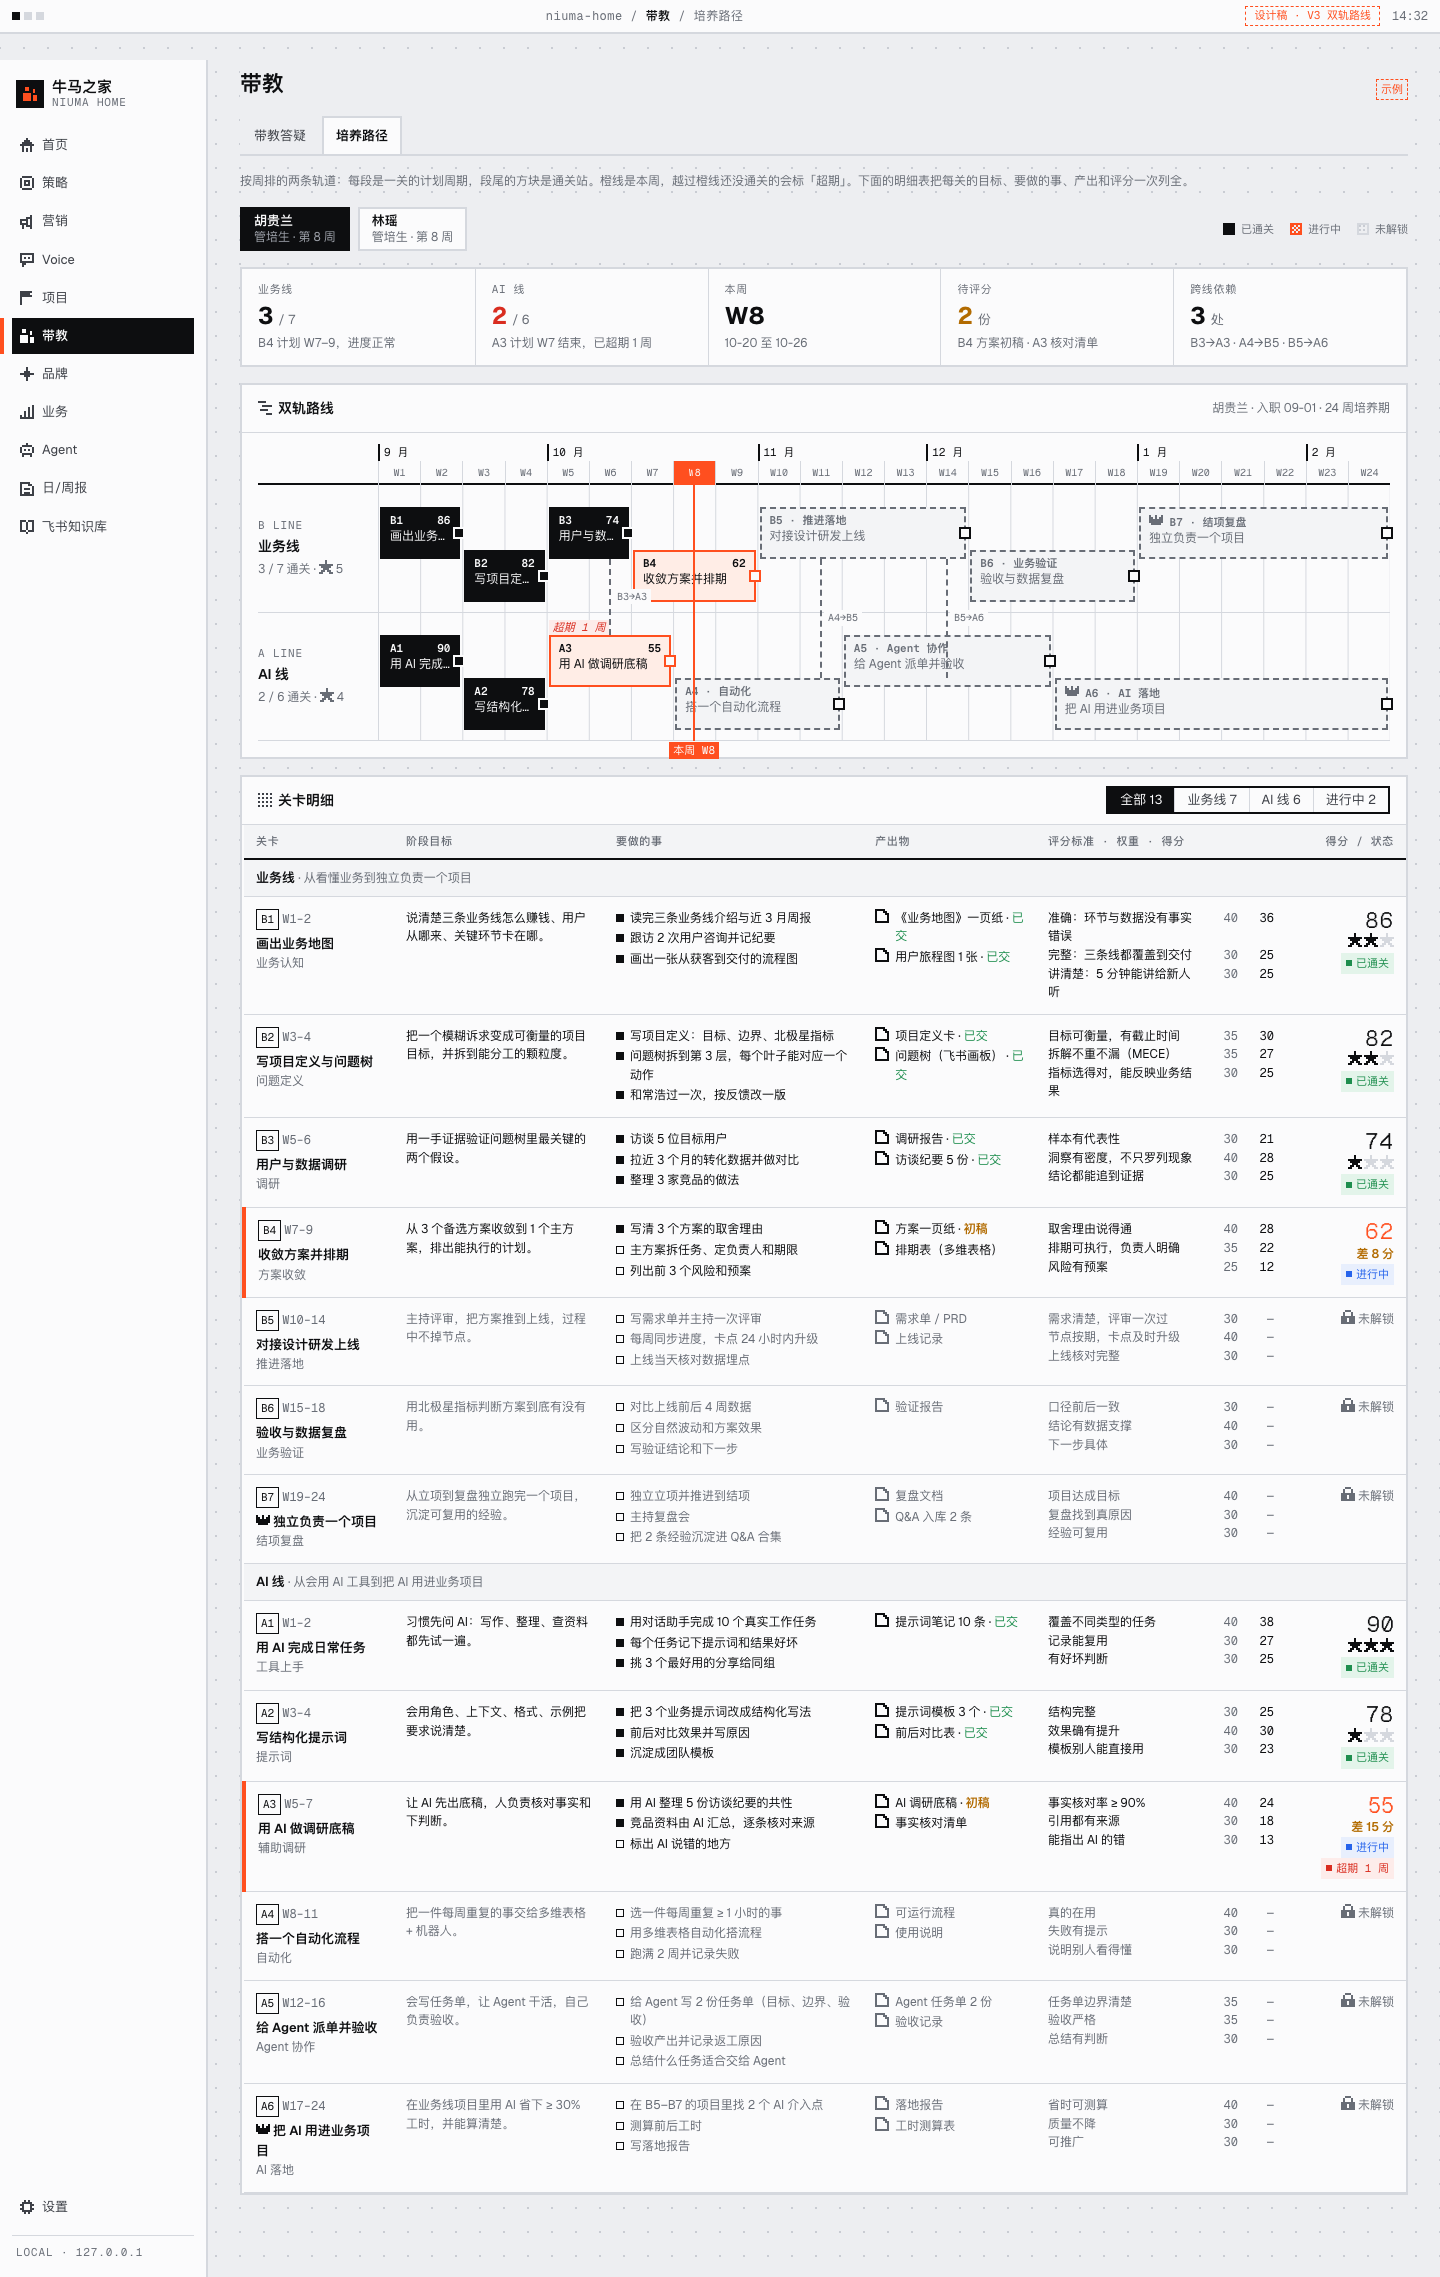 niuma-home / 带教 / 培养路径
设计稿 · V3 双轨路线
14:32
牛马之家
NIUMA HOME
首页
策略
营销
Voice
项目
带教
品牌
业务
Agent
日/周报
飞书知识库
设置
LOCAL · 127.0.0.1
带教
示例
带教答疑
培养路径
按周排的两条轨道：每段是一关的计划周期，段尾的方块是通关站。橙线是本周，越过橙线还没通关的会标「超期」。下面的明细表把每关的目标、要做的事、产出和评分一次列全。
胡贵兰
管培生 · 第 8 周
林瑶
管培生 · 第 8 周
已通关
进行中
未解锁
业务线
3 / 7
B4 计划 W7–9，进度正常
AI 线
2 / 6
A3 计划 W7 结束，已超期 1 周
本周
W8
10-20 至 10-26
待评分
2 份
B4 方案初稿 · A3 核对清单
跨线依赖
3 处
B3→A3 · A4→B5 · B5→A6
双轨路线
胡贵兰 · 入职 09-01 · 24 周培养期
9 月
10 月
11 月
12 月
1 月
2 月
W1 W2 W3 W4 W5 W6 W7 W8 W9 W10 W11 W12 W13 W14 W15 W16 W17 W18 W19 W20 W21 W22 W23 W24
B LINE
业务线
3 / 7 通关 · 5
B1 86
画出业务…
B2 82
写项目定…
B3 74
用户与数…
B4 62
收敛方案并排期
B5 · 推进落地
对接设计研发上线
B6 · 业务验证
验收与数据复盘
B7 · 结项复盘
独立负责一个项目
B3→A3
A4→B5
B5→A6
A LINE
AI 线
2 / 6 通关 · 4
A1 90
用 AI 完成…
A2 78
写结构化…
超期 1 周
A3 55
用 AI 做调研底稿
A4 · 自动化
搭一个自动化流程
A5 · Agent 协作
给 Agent 派单并验收
A6 · AI 落地
把 AI 用进业务项目
本周 W8
关卡明细
全部 13
业务线 7
AI 线 6
进行中 2
关卡
阶段目标
要做的事
产出物
评分标准 · 权重 · 得分
得分 / 状态
业务线 · 从看懂业务到独立负责一个项目
B1 W1-2
画出业务地图
业务认知
说清楚三条业务线怎么赚钱、用户
从哪来、关键环节卡在哪。
读完三条业务线介绍与近 3 月周报
跟访 2 次用户咨询并记纪要
画出一张从获客到交付的流程图
《业务地图》一页纸 · 已
交
用户旅程图 1 张 · 已交
准确：环节与数据没有事实 40 36
错误
完整：三条线都覆盖到交付 30 25
讲清楚：5 分钟能讲给新人 30 25
听
86
已通关
B2 W3-4
写项目定义与问题树
问题定义
把一个模糊诉求变成可衡量的项目
目标，并拆到能分工的颗粒度。
写项目定义：目标、边界、北极星指标
问题树拆到第 3 层，每个叶子能对应一个
动作
和常浩过一次，按反馈改一版
项目定义卡 · 已交
问题树（飞书画板） · 已
交
目标可衡量，有截止时间 35 30
拆解不重不漏（MECE） 35 27
指标选得对，能反映业务结 30 25
果
82
已通关
B3 W5-6
用户与数据调研
调研
用一手证据验证问题树里最关键的
两个假设。
访谈 5 位目标用户
拉近 3 个月的转化数据并做对比
整理 3 家竞品的做法
调研报告 · 已交
访谈纪要 5 份 · 已交
样本有代表性 30 21
洞察有密度，不只罗列现象 40 28
结论都能追到证据 30 25
74
已通关
B4 W7-9
收敛方案并排期
方案收敛
从 3 个备选方案收敛到 1 个主方
案，排出能执行的计划。
写清 3 个方案的取舍理由
主方案拆任务、定负责人和期限
列出前 3 个风险和预案
方案一页纸 · 初稿
排期表（多维表格）
取舍理由说得通 40 28
排期可执行，负责人明确 35 22
风险有预案 25 12
62
差 8 分
进行中
B5 W10-14
对接设计研发上线
推进落地
主持评审，把方案推到上线，过程
中不掉节点。
写需求单并主持一次评审
每周同步进度，卡点 24 小时内升级
上线当天核对数据埋点
需求单 / PRD
上线记录
需求清楚，评审一次过 30 –
节点按期，卡点及时升级 40 –
上线核对完整 30 –
未解锁
B6 W15-18
验收与数据复盘
业务验证
用北极星指标判断方案到底有没有
用。
对比上线前后 4 周数据
区分自然波动和方案效果
写验证结论和下一步
验证报告
口径前后一致 30 –
结论有数据支撑 40 –
下一步具体 30 –
未解锁
B7 W19-24
独立负责一个项目
结项复盘
从立项到复盘独立跑完一个项目，
沉淀可复用的经验。
独立立项并推进到结项
主持复盘会
把 2 条经验沉淀进 Q&A 合集
复盘文档
Q&A 入库 2 条
项目达成目标 40 –
复盘找到真原因 30 –
经验可复用 30 –
未解锁
AI 线 · 从会用 AI 工具到把 AI 用进业务项目
A1 W1-2
用 AI 完成日常任务
工具上手
习惯先问 AI：写作、整理、查资料
都先试一遍。
用对话助手完成 10 个真实工作任务
每个任务记下提示词和结果好坏
挑 3 个最好用的分享给同组
提示词笔记 10 条 · 已交
覆盖不同类型的任务 40 38
记录能复用 30 27
有好坏判断 30 25
90
已通关
A2 W3-4
写结构化提示词
提示词
会用角色、上下文、格式、示例把
要求说清楚。
把 3 个业务提示词改成结构化写法
前后对比效果并写原因
沉淀成团队模板
提示词模板 3 个 · 已交
前后对比表 · 已交
结构完整 30 25
效果确有提升 40 30
模板别人能直接用 30 23
78
已通关
A3 W5-7
用 AI 做调研底稿
辅助调研
让 AI 先出底稿，人负责核对事实和
下判断。
用 AI 整理 5 份访谈纪要的共性
竞品资料由 AI 汇总，逐条核对来源
标出 AI 说错的地方
AI 调研底稿 · 初稿
事实核对清单
事实核对率 ≥ 90% 40 24
引用都有来源 30 18
能指出 AI 的错 30 13
55
差 15 分
进行中
超期 1 周
A4 W8-11
搭一个自动化流程
自动化
把一件每周重复的事交给多维表格
+ 机器人。
选一件每周重复 ≥ 1 小时的事
用多维表格自动化搭流程
跑满 2 周并记录失败
可运行流程
使用说明
真的在用 40 –
失败有提示 30 –
说明别人看得懂 30 –
未解锁
A5 W12-16
给 Agent 派单并验收
Agent 协作
会写任务单，让 Agent 干活，自己
负责验收。
给 Agent 写 2 份任务单（目标、边界、验
收）
验收产出并记录返工原因
总结什么任务适合交给 Agent
Agent 任务单 2 份
验收记录
任务单边界清楚 35 –
验收严格 35 –
总结有判断 30 –
未解锁
A6 W17-24
把 AI 用进业务项
目
AI 落地
在业务线项目里用 AI 省下 ≥ 30%
工时，并能算清楚。
在 B5–B7 的项目里找 2 个 AI 介入点
测算前后工时
写落地报告
落地报告
工时测算表
省时可测算 40 –
质量不降 30 –
可推广 30 –
未解锁